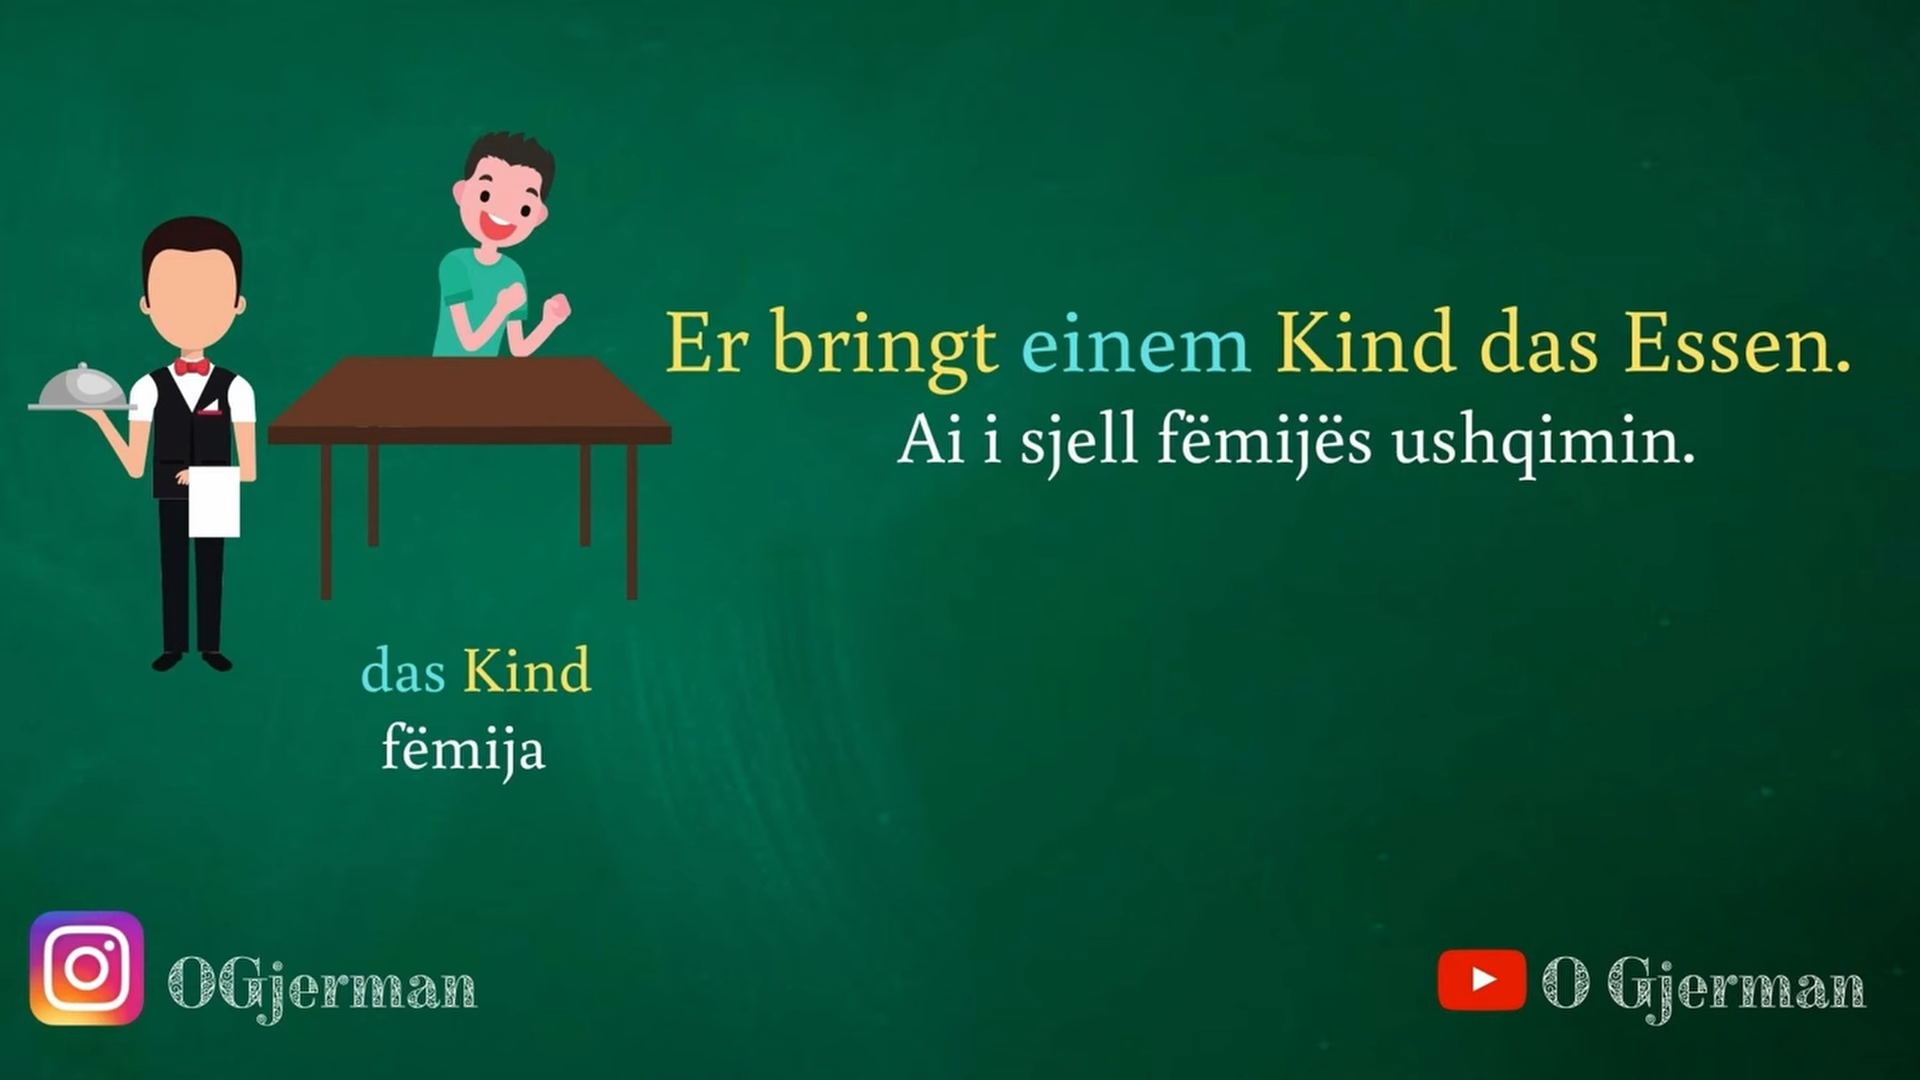 Er bringt einem Kind das Essen.
Ai i sjell fëmijës ushqimin.
das Kind
fëmija
OGjerman
O Gjerman